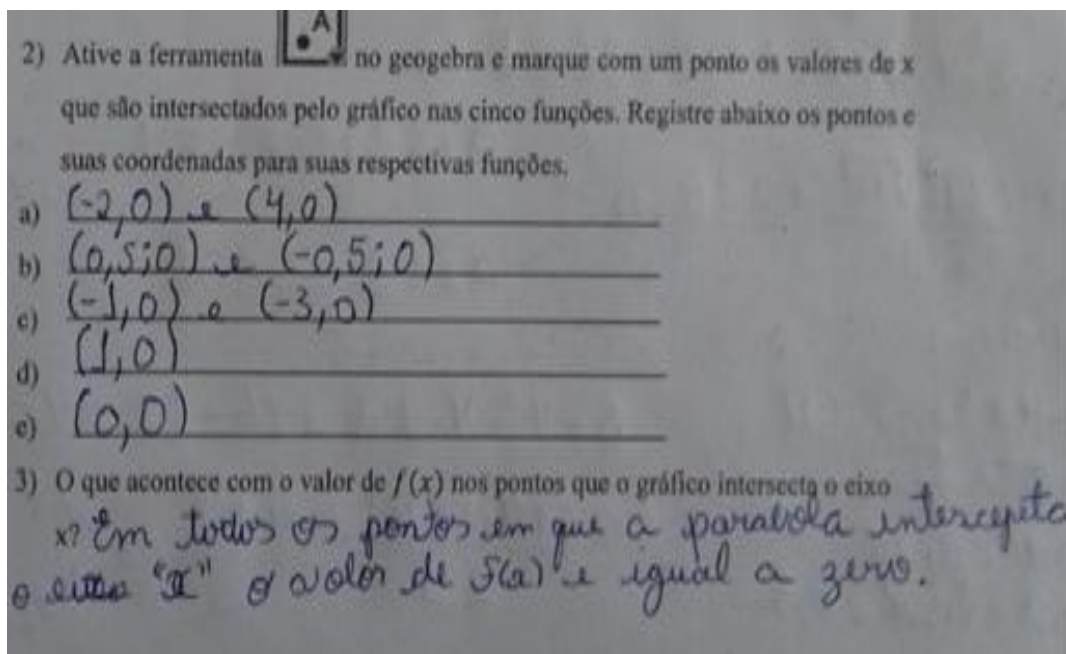 A
2) Ative a ferramenta no geogebra e marque com um ponto os valores de x
que são intersectados pelo gráfico nas cinco funções. Registre abaixo os pontos e
suas coordenadas para suas respectivas funções.
a) (-2,0) e (4,0)
b) (0,5;0) e (-0,5;0)
c) (-1,0) e (-3,0)
d) (1,0)
e) (0,0)
3) O que acontece com o valor de f(x) nos pontos que o gráfico intersecta o eixo
x? Em todos os pontos em que a parabola intercepta
o eixo "X" o valor de f(a) é igual a zero.